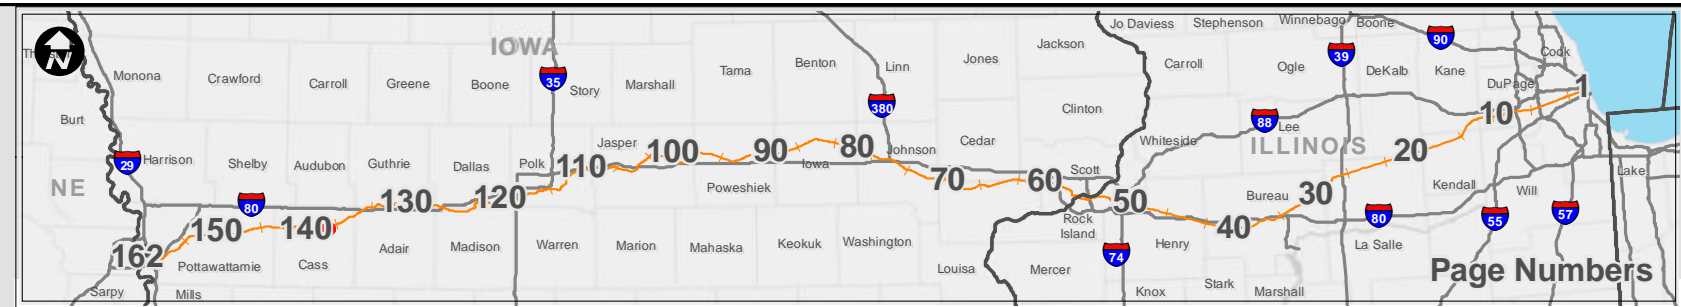 Jo Daviess Stephenson Winnebago Boone
IOWA Jackson 90 Cook
N 39
Monona Crawford Carroll Greene Boone 35 Story Marshall Tama Benton Linn Jones Carroll Ogle DeKalb Kane
DuPage 1
380 Clinton 10
Burt 88 Lee
Jasper 100 90 80 Johnson Cedar Whiteside ILLINOIS 20
29 Harrison Shelby Audubon Guthrie Dallas Polk 110 Iowa Scott Lake
NE 80 130 120 Poweshiek 70 60 50 Bureau 30 Kendall Will
150 140 Rock Island 40 80 55 57
162 Adair Madison Warren Marion Mahaska Keokuk Washington 74 Henry La Salle
Pottawattamie Cass Louisa Mercer Page Numbers
Sarpy Mills Knox Stark Marshall